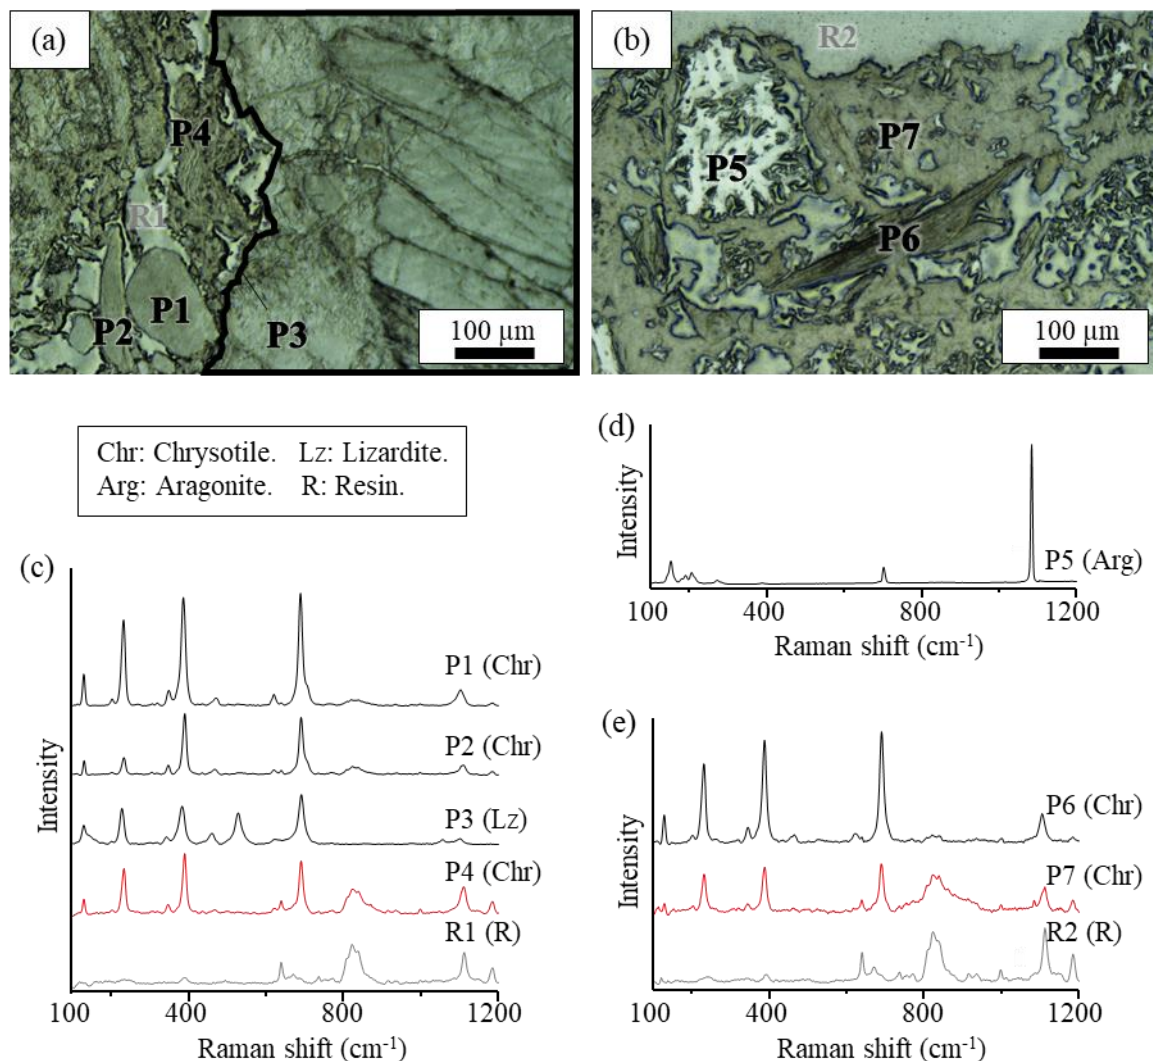 (a)
P4
R1
P1
P2
P3
100 μm
(b)
R2
P7
P5
P6
100 μm
Chr: Chrysotile. Lz: Lizardite.
Arg: Aragonite. R: Resin.
(c)
P1 (Chr)
P2 (Chr)
P3 (Lz)
P4 (Chr)
R1 (R)
Intensity
100 400 800 1200
Raman shift (cm⁻¹)
(d)
Intensity
P5 (Arg)
100 400 800 1200
Raman shift (cm⁻¹)
(e)
P6 (Chr)
P7 (Chr)
R2 (R)
Intensity
100 400 800 1200
Raman shift (cm⁻¹)